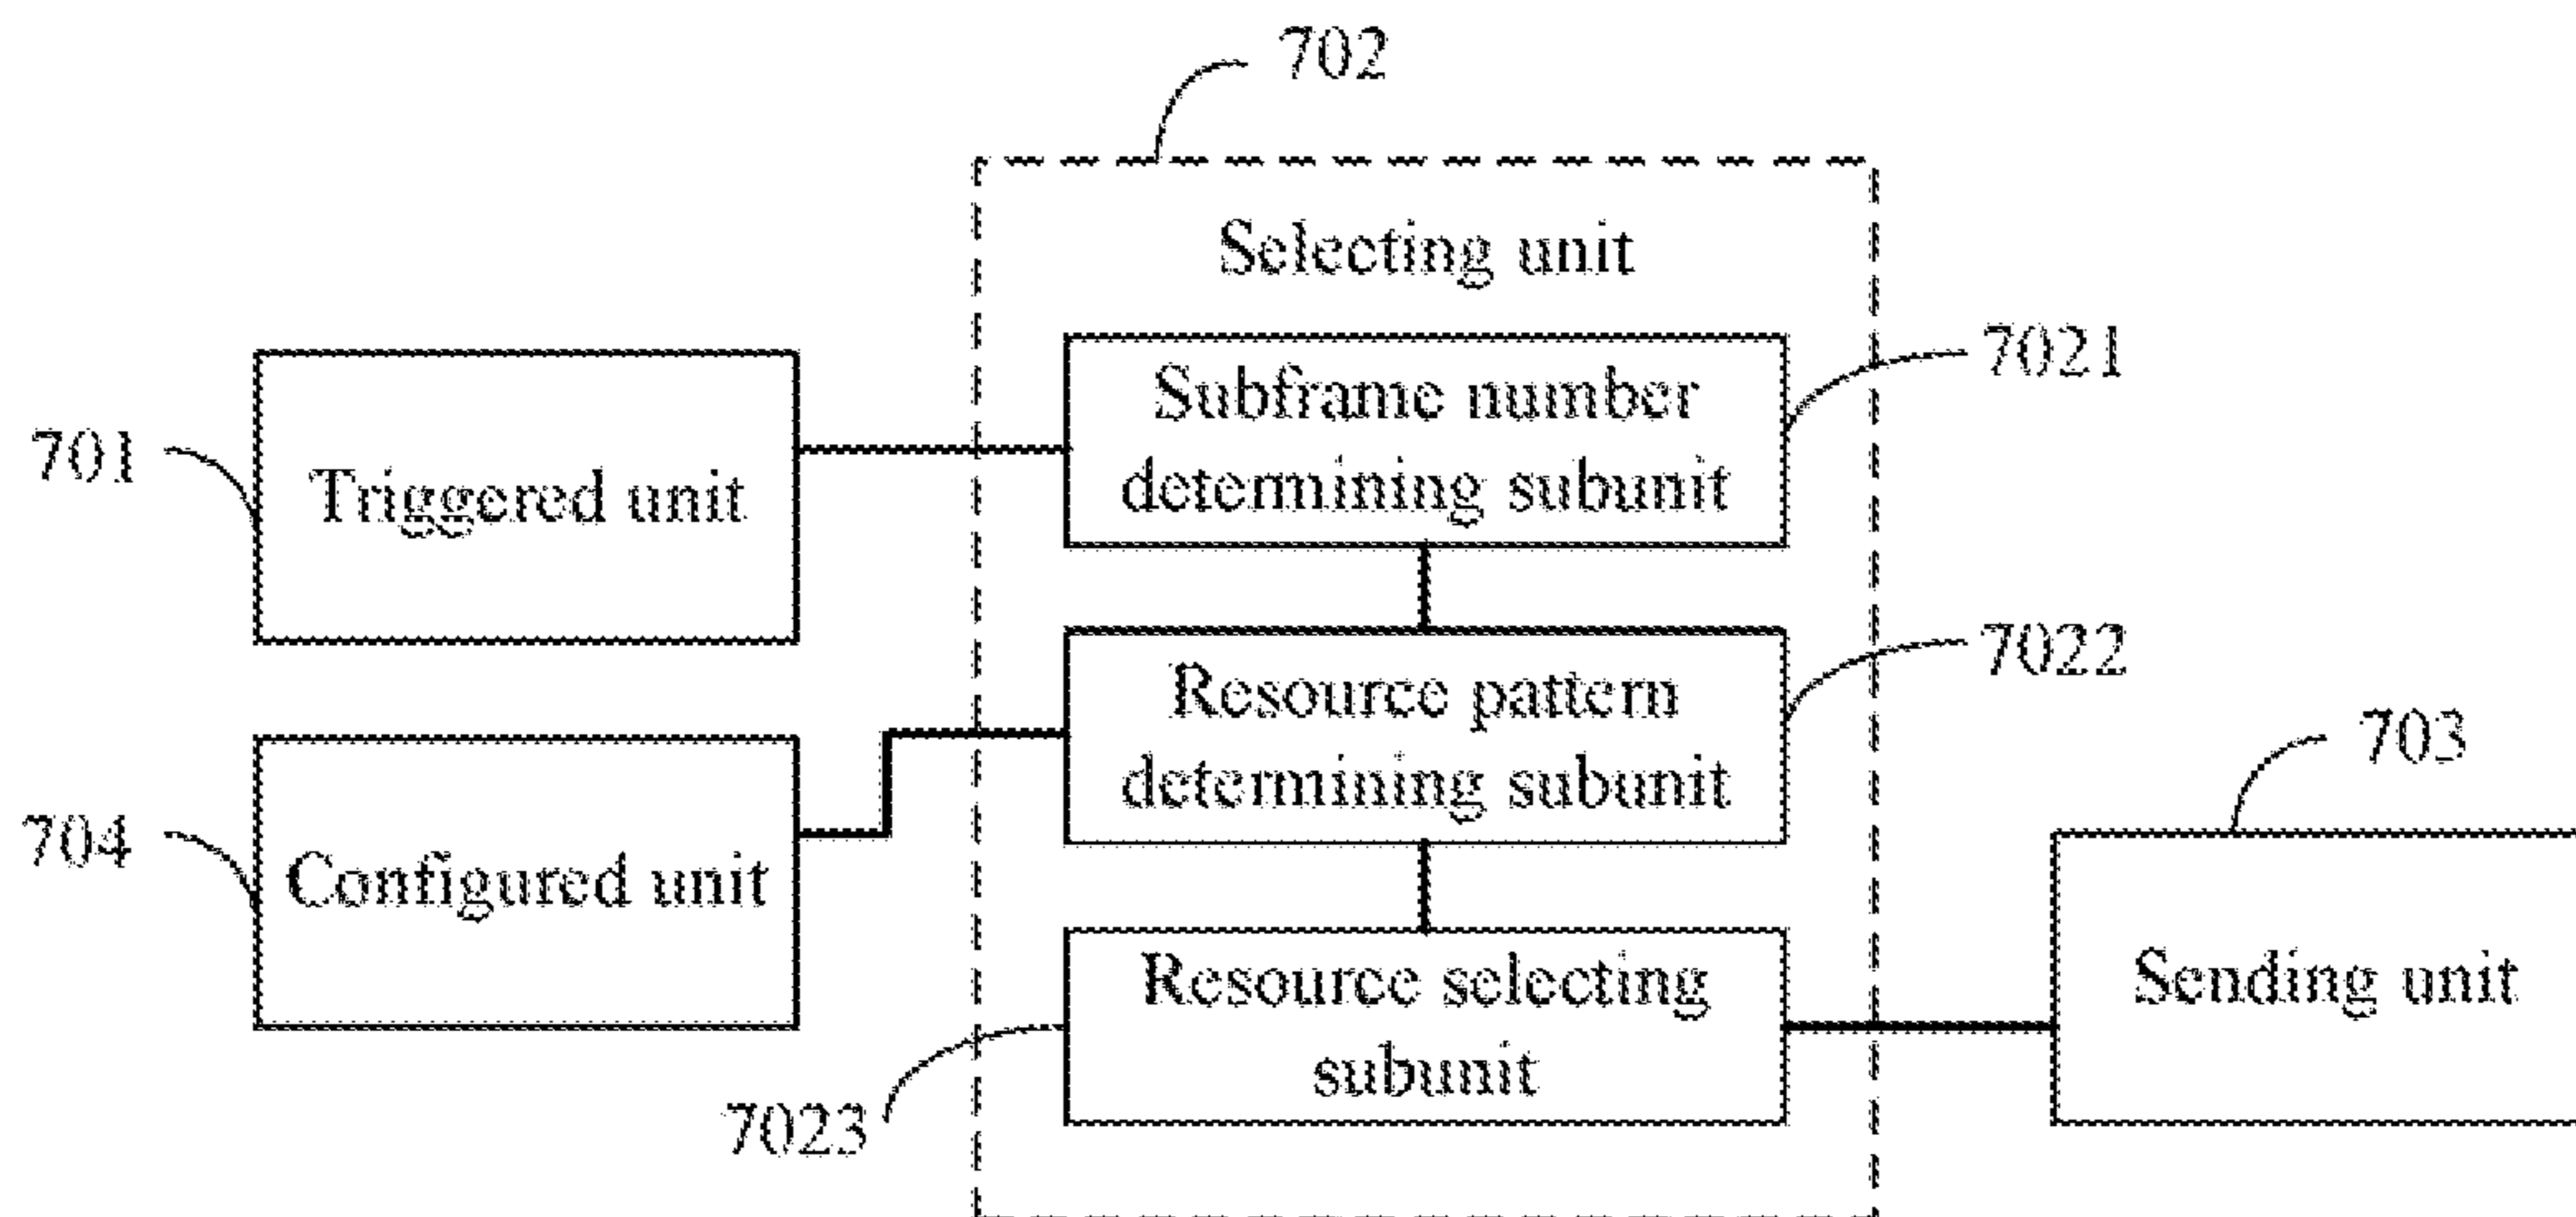 702
Selecting unit
Subframe number
determining subunit
7021
701
Triggered unit
Resource pattern
determining subunit
7022
704
Configured unit
703
Resource selecting
subunit
7023
Sending unit